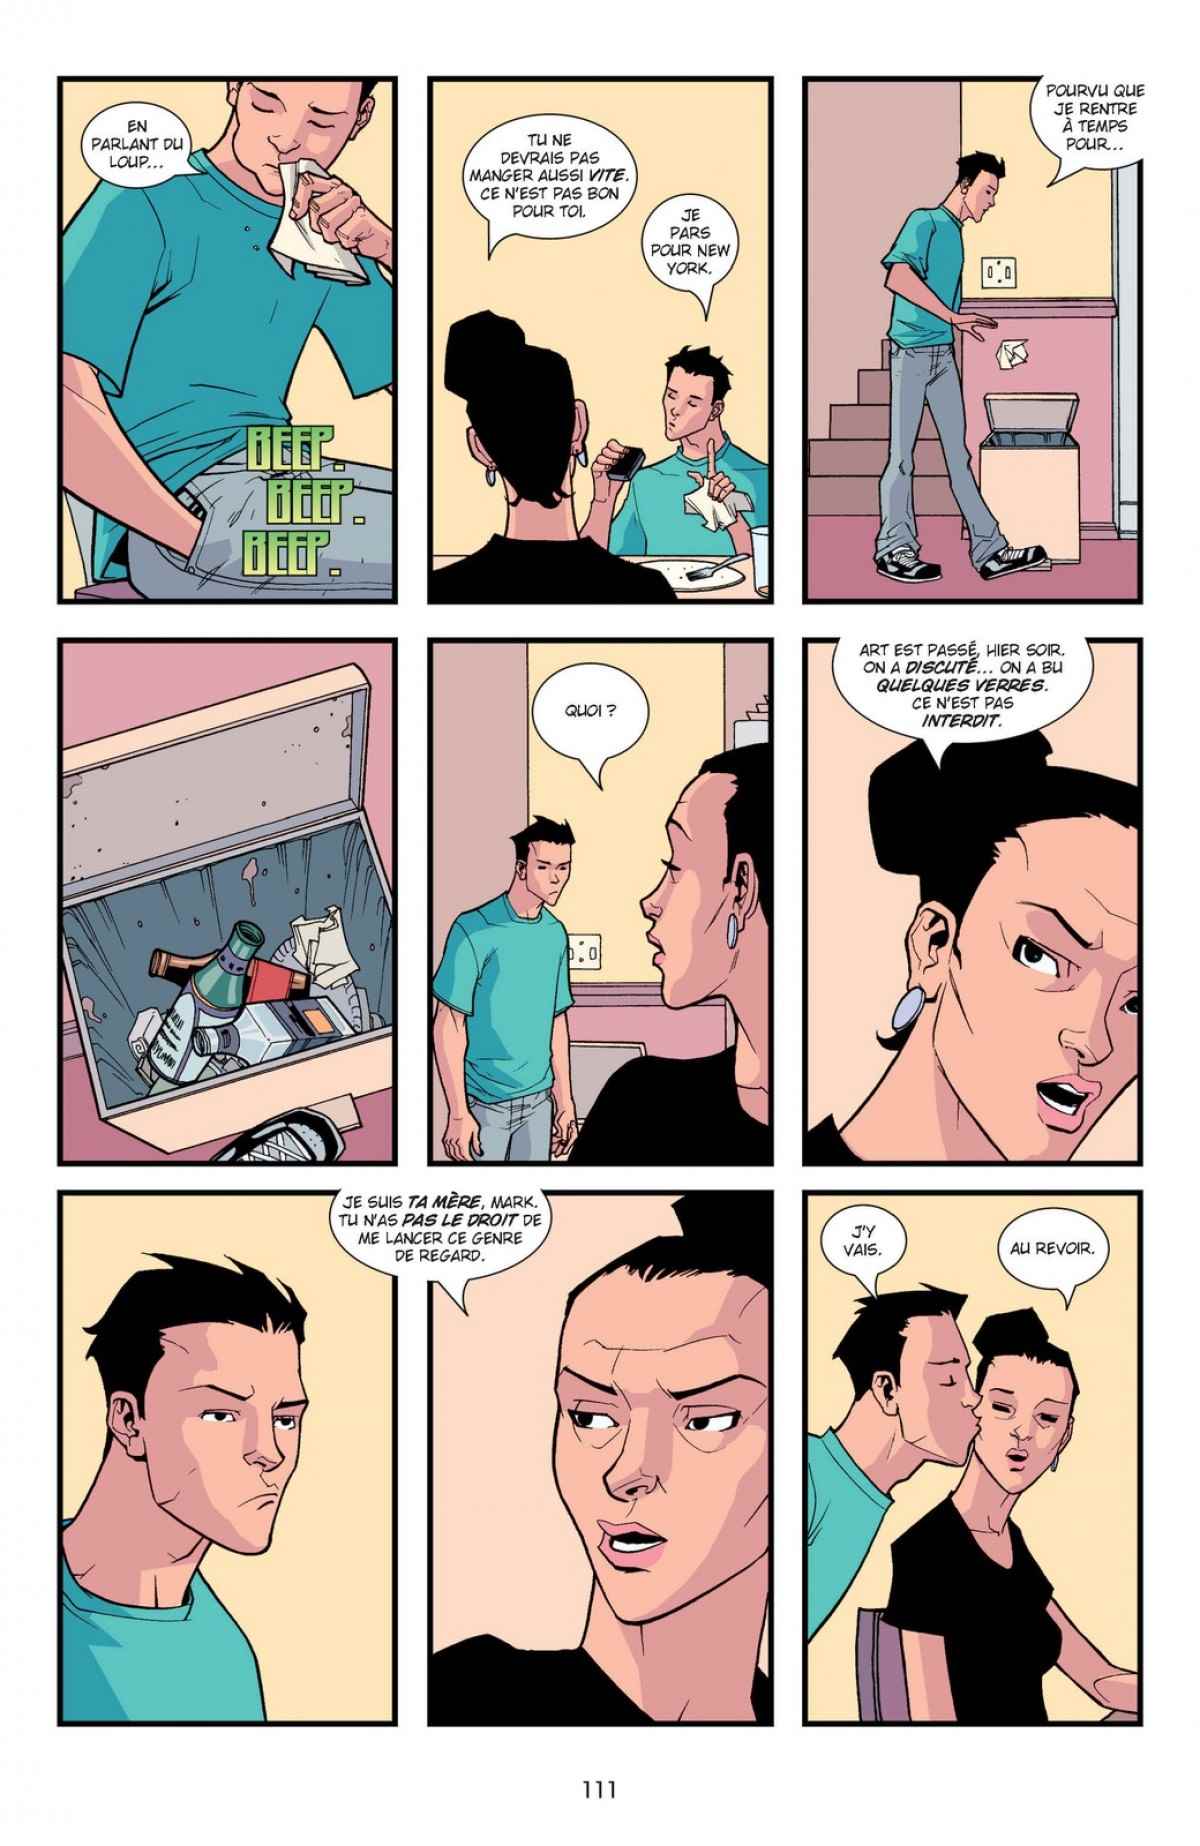 EN
PARLANT DU
LOUP...
BEEP.
BEEP.
BEEP.
TU NE
DEVRAIS PAS
MANGER AUSSI VITE.
CE N'EST PAS BON
POUR TOI.
JE
PARS
POUR NEW
YORK.
POURVU QUE
JE RENTRE
À TEMPS
POUR...
QUOI ?
ART EST PASSÉ, HIER SOIR.
ON A DISCUTÉ... ON A BU
QUELQUES VERRES.
CE N'EST PAS
INTERDIT.
JE SUIS TA MÈRE, MARK.
TU N'AS PAS LE DROIT DE
ME LANCER CE GENRE
DE REGARD.
J'Y
VAIS.
AU REVOIR.
111